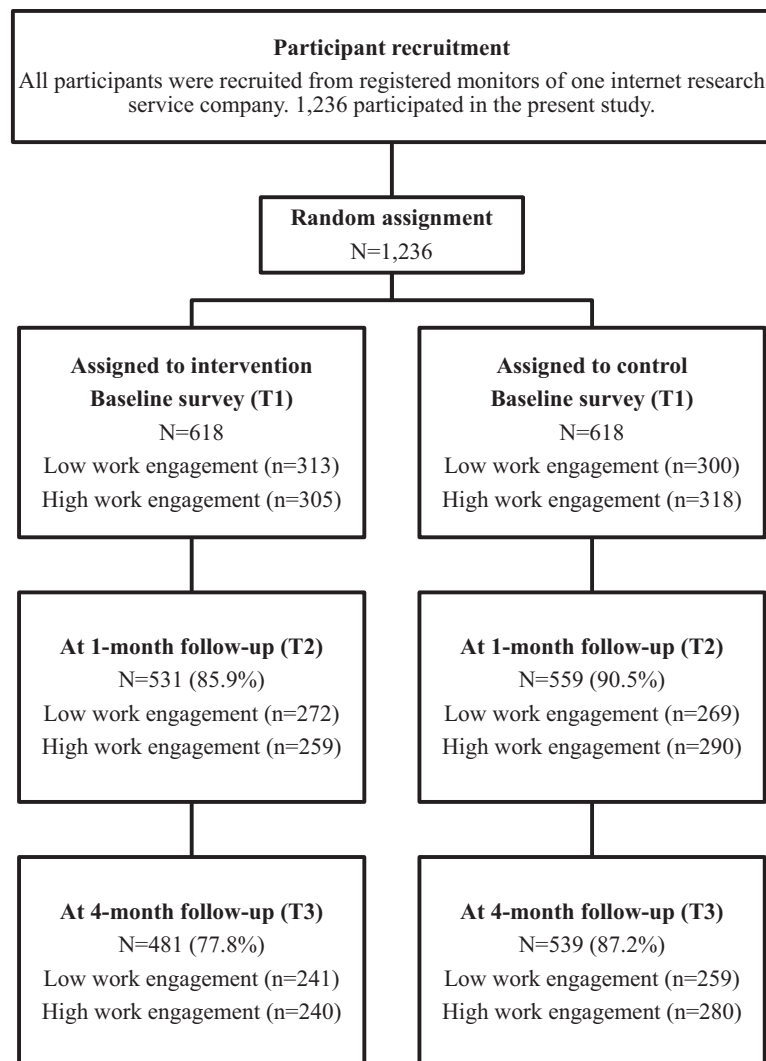 Participant recruitment
All participants were recruited from registered monitors of one internet research
service company. 1,236 participated in the present study.
Random assignment
N=1,236
Assigned to intervention
Baseline survey (T1)
N=618
Low work engagement (n=313)
High work engagement (n=305)
Assigned to control
Baseline survey (T1)
N=618
Low work engagement (n=300)
High work engagement (n=318)
At 1-month follow-up (T2)
N=531 (85.9%)
Low work engagement (n=272)
High work engagement (n=259)
At 1-month follow-up (T2)
N=559 (90.5%)
Low work engagement (n=269)
High work engagement (n=290)
At 4-month follow-up (T3)
N=481 (77.8%)
Low work engagement (n=241)
High work engagement (n=240)
At 4-month follow-up (T3)
N=539 (87.2%)
Low work engagement (n=259)
High work engagement (n=280)